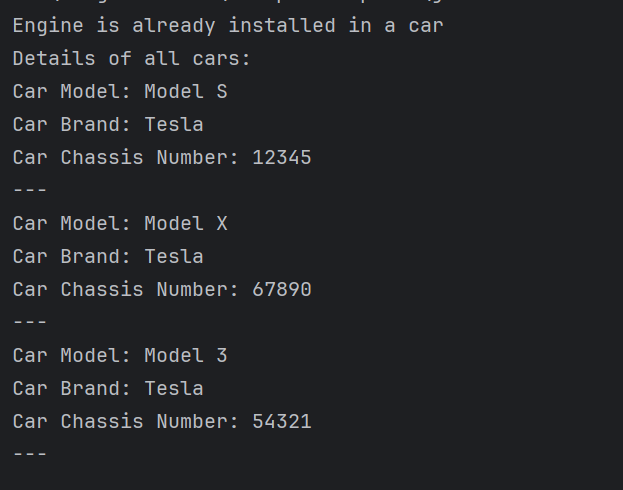 Engine is already installed in a car
Details of all cars:
Car Model: Model S
Car Brand: Tesla
Car Chassis Number: 12345
---
Car Model: Model X
Car Brand: Tesla
Car Chassis Number: 67890
---
Car Model: Model 3
Car Brand: Tesla
Car Chassis Number: 54321
---